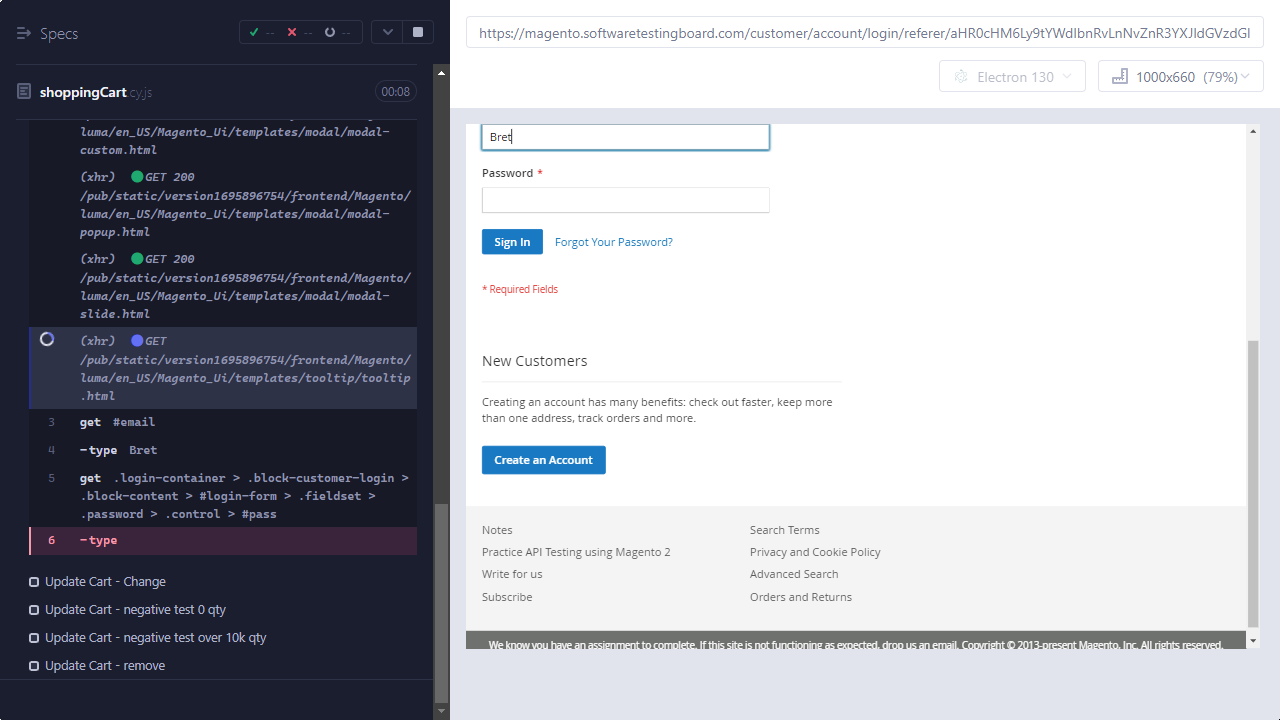 Specs
--
--
--
shoppingCart.cy.js
00:08
luma/en_US/Magento_Ui/templates/modal/modal-
custom.html
(xhr) GET 200
/pub/static/version1695896754/frontend/Magento/
luma/en_US/Magento_Ui/templates/modal/modal-
popup.html
(xhr) GET 200
/pub/static/version1695896754/frontend/Magento/
luma/en_US/Magento_Ui/templates/modal/modal-
slide.html
(xhr) GET
/pub/static/version1695896754/frontend/Magento/
luma/en_US/Magento_Ui/templates/tooltip/tooltip
.html
3 get #email
4 -type Bret
5 get .login-container > .block-customer-login >
.block-content > #login-form > .fieldset >
.password > .control > #pass
6 -type
Update Cart - Change
Update Cart - negative test 0 qty
Update Cart - negative test over 10k qty
Update Cart - remove
https://magento.softwaretestingboard.com/customer/account/login/referer/aHR0cHM6Ly9tYWdlbnRvLnNvZnR3YXJldGVzdGl
Electron 130
1000x660 (79%)
Bret
Password *
Sign In
Forgot Your Password?
* Required Fields
New Customers
Creating an account has many benefits: check out faster, keep more
than one address, track orders and more.
Create an Account
Notes
Practice API Testing using Magento 2
Write for us
Subscribe
Search Terms
Privacy and Cookie Policy
Advanced Search
Orders and Returns
We know you have an assignment to complete. If this site is not functioning as expected, drop us an email. Copyright © 2013-present Magento, Inc. All rights reserved.